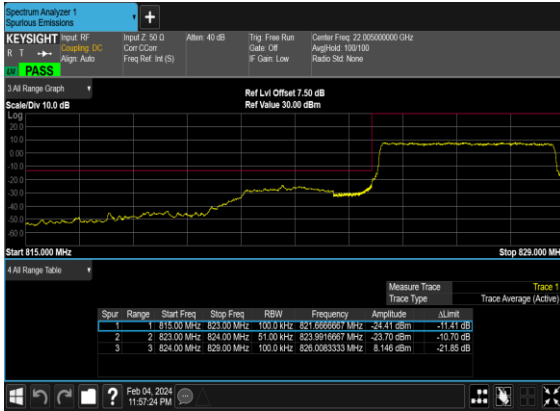 Spectrum Analyzer 1
Spurious Emissions
+
KEYSIGHT Input: RF Input Z: 50 Ω Atten: 40 dB Trig: Free Run Center Freq: 22.005000000 GHz
R T Coupling: DC Corr CCorr Gate: Off Avg|Hold: 100/100
Align: Auto Freq Ref: Int (S) IF Gain: Low Radio Std: None
PASS
3 All Range Graph
Ref Lvl Offset 7.50 dB
Scale/Div 10.0 dB Ref Value 30.00 dBm
Log
20.0
10.0
0.00
-10.0
-20.0
-30.0
-40.0
-50.0
-60.0
Start 815.000 MHz Stop 829.000 MH
4 All Range Table
Measure Trace Trace 1
Trace Type Trace Average (Active)
Spur Range Start Freq Stop Freq RBW Frequency Amplitude ΔLimit
1 1 815.00 MHz 823.00 MHz 100.0 kHz 821.6666667 MHz -24.41 dBm -11.41 dB
2 2 823.00 MHz 824.00 MHz 51.00 kHz 823.9916667 MHz -23.70 dBm -10.70 dB
3 3 824.00 MHz 829.00 MHz 100.0 kHz 826.0083333 MHz 8.146 dBm -21.85 dB
? Feb 04, 2024
11:57:24 PM